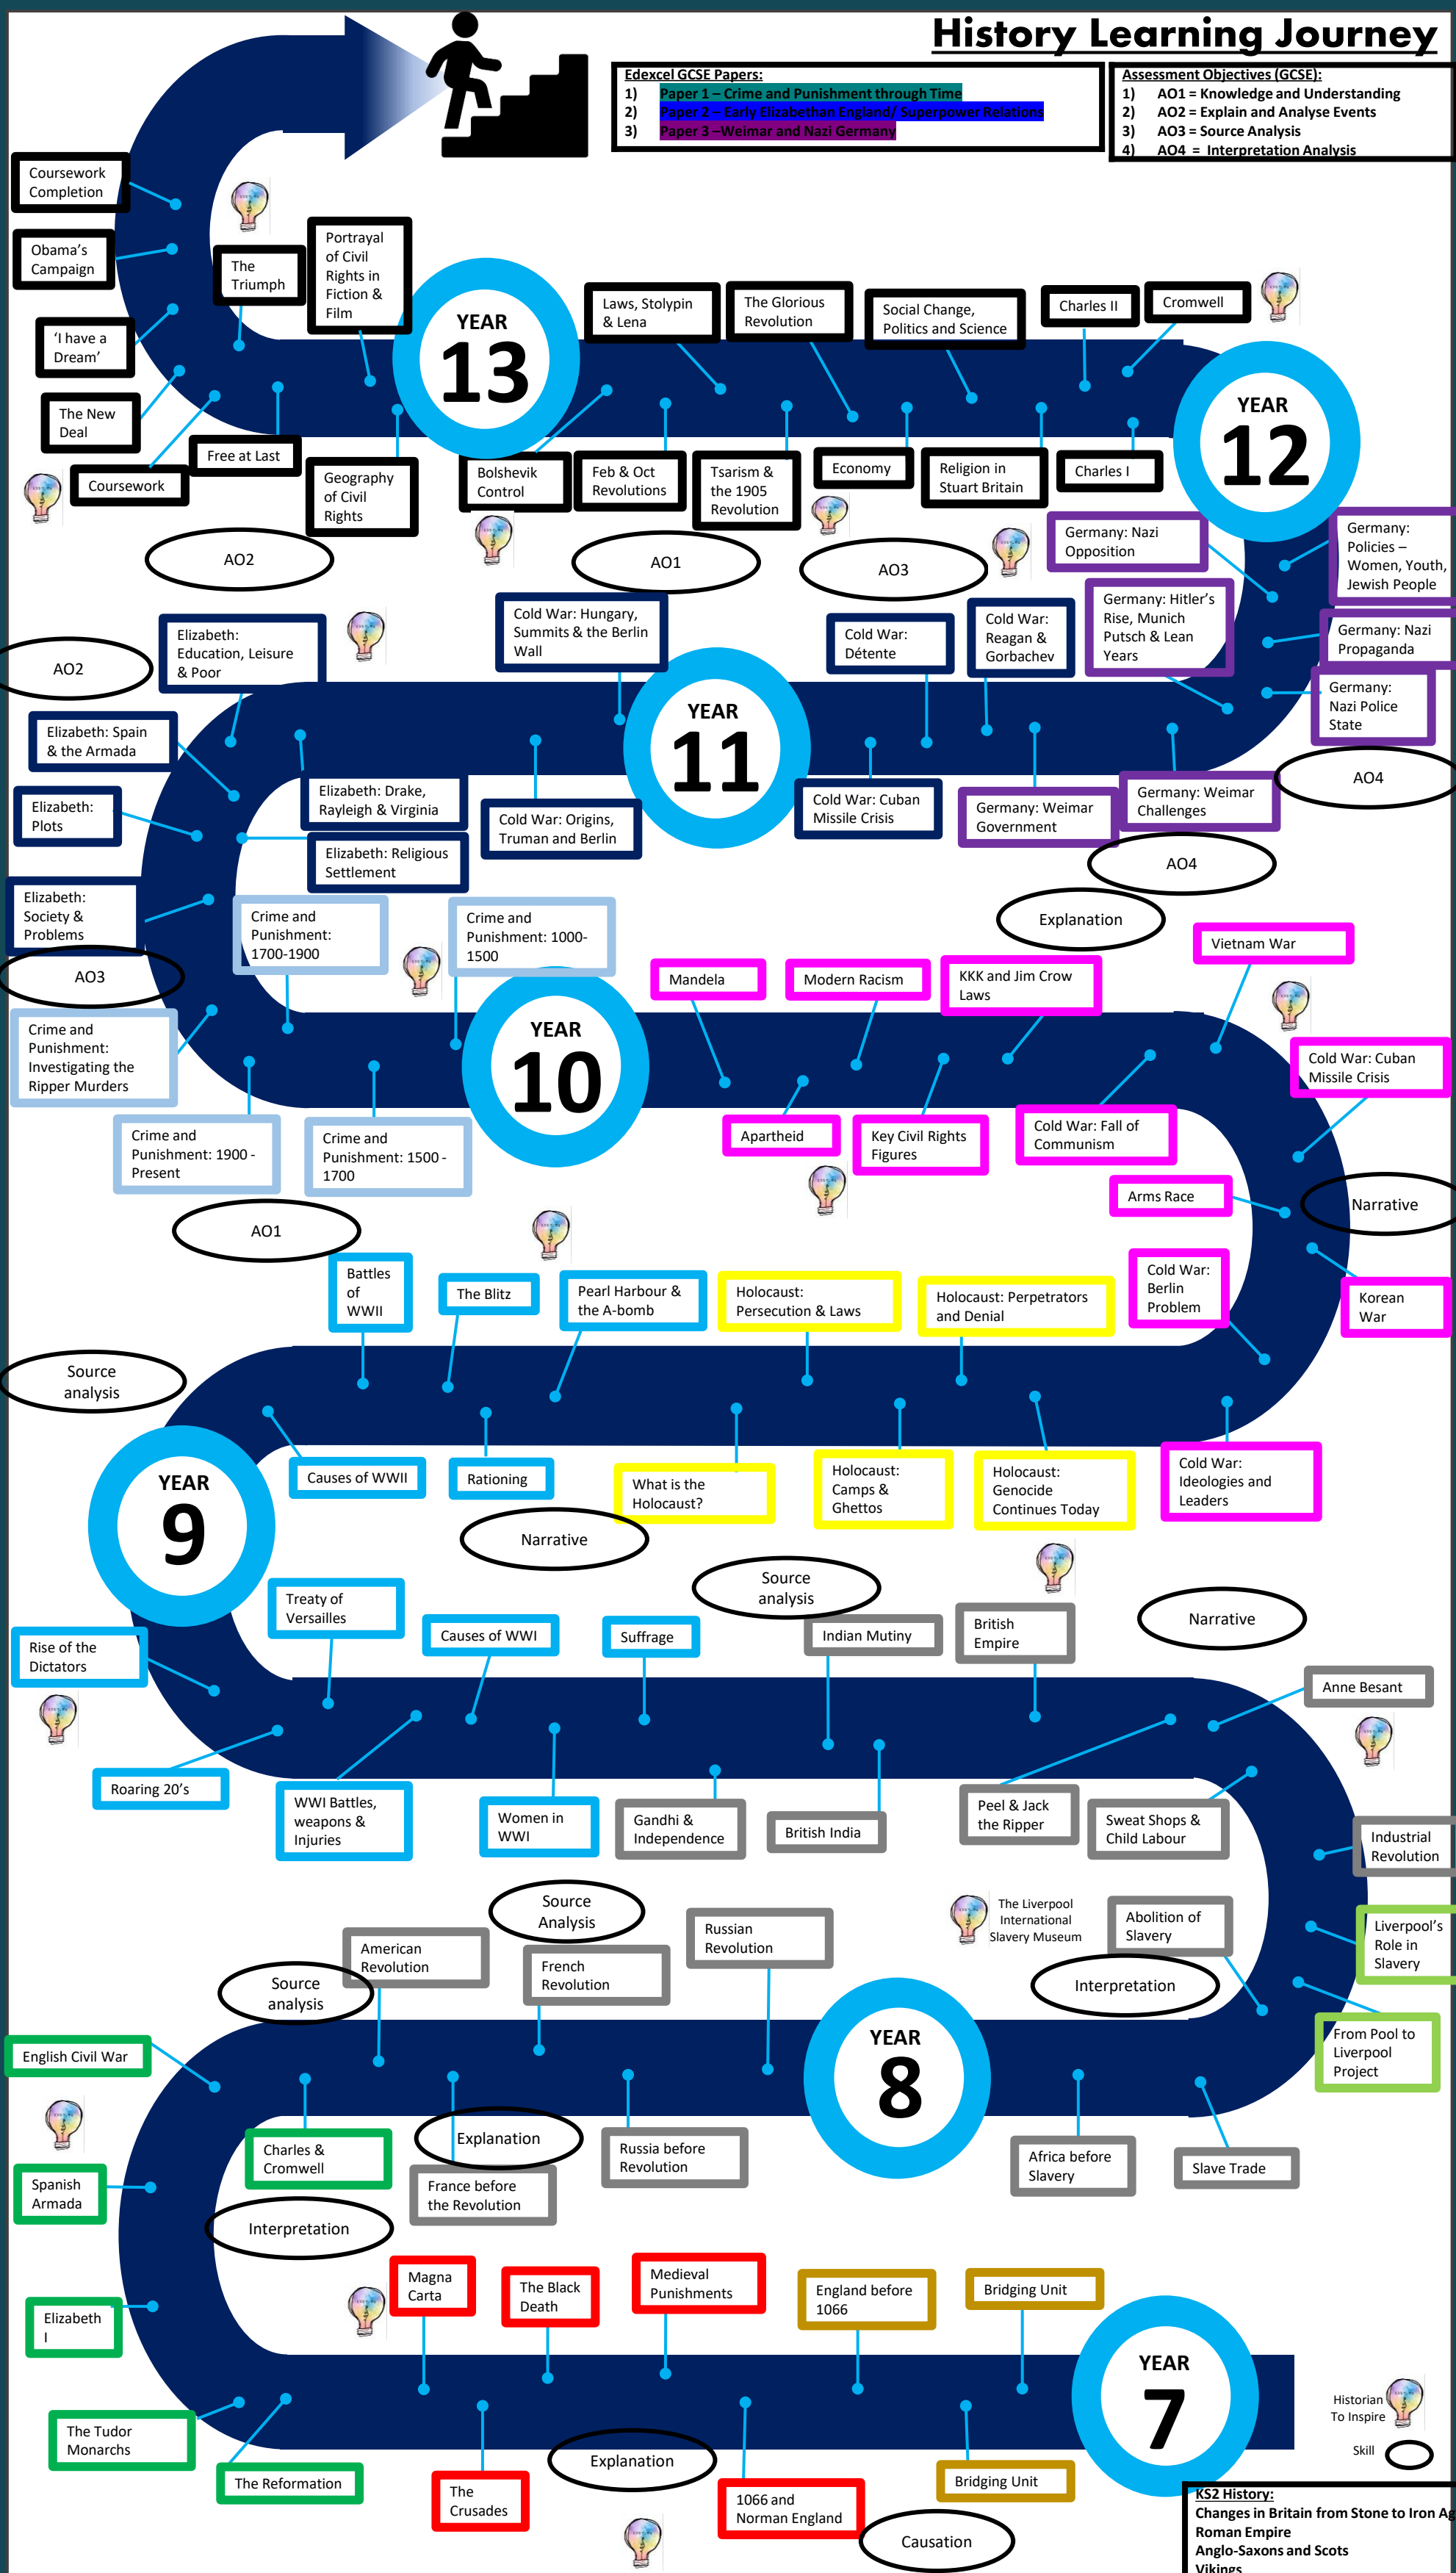 History Learning Journey
Edexcel GCSE Papers:
1) Paper 1 – Crime and Punishment through Time
2) Paper 2 – Early Elizabethan England/ Superpower Relations
3) Paper 3 –Weimar and Nazi Germany
Assessment Objectives (GCSE):
1) AO1 = Knowledge and Understanding
2) AO2 = Explain and Analyse Events
3) AO3 = Source Analysis
4) AO4 = Interpretation Analysis
Coursework
Completion
Obama's
Campaign
'I have a
Dream'
The New
Deal
Coursework
The
Triumph
Portrayal
of Civil
Rights in
Fiction &
Film
Free at Last
Geography
of Civil
Rights
YEAR
13
Laws, Stolypin
& Lena
The Glorious
Revolution
Social Change,
Politics and Science
Charles II
Cromwell
Bolshevik
Control
Feb & Oct
Revolutions
Tsarism &
the 1905
Revolution
Economy
Religion in
Stuart Britain
Charles I
YEAR
12
AO2
AO1
AO3
Germany: Nazi
Opposition
Germany:
Policies –
Women, Youth,
Jewish People
Germany: Hitler's
Rise, Munich
Putsch & Lean
Years
Germany: Nazi
Propaganda
Germany:
Nazi Police
State
AO4
AO2
Elizabeth:
Education, Leisure
& Poor
Cold War: Hungary,
Summits & the Berlin
Wall
Cold War:
Détente
Cold War:
Reagan &
Gorbachev
Elizabeth: Spain
& the Armada
YEAR
11
Elizabeth:
Plots
Elizabeth: Drake,
Rayleigh & Virginia
Cold War: Origins,
Truman and Berlin
Cold War: Cuban
Missile Crisis
Germany: Weimar
Government
Germany: Weimar
Challenges
Elizabeth: Religious
Settlement
AO4
Elizabeth:
Society &
Problems
Explanation
AO3
Crime and
Punishment:
1700-1900
Crime and
Punishment: 1000-
1500
Mandela
Modern Racism
KKK and Jim Crow
Laws
Vietnam War
Crime and
Punishment:
Investigating the
Ripper Murders
YEAR
10
Cold War: Cuban
Missile Crisis
Crime and
Punishment: 1900 -
Present
Crime and
Punishment: 1500 -
1700
Apartheid
Key Civil Rights
Figures
Cold War: Fall of
Communism
Arms Race
Narrative
AO1
Battles
of
WWII
The Blitz
Pearl Harbour &
the A-bomb
Holocaust:
Persecution & Laws
Holocaust: Perpetrators
and Denial
Cold War:
Berlin
Problem
Korean
War
Source
analysis
YEAR
9
Causes of WWII
Rationing
What is the
Holocaust?
Holocaust:
Camps &
Ghettos
Holocaust:
Genocide
Continues Today
Cold War:
Ideologies and
Leaders
Narrative
Source
analysis
Narrative
Rise of the
Dictators
Treaty of
Versailles
Causes of WWI
Suffrage
Indian Mutiny
British
Empire
Anne Besant
Roaring 20's
WWI Battles,
weapons &
Injuries
Women in
WWI
Gandhi &
Independence
British India
Peel & Jack
the Ripper
Sweat Shops &
Child Labour
Industrial
Revolution
Source
Analysis
The Liverpool
International
Slavery Museum
Abolition of
Slavery
Liverpool's
Role in
Slavery
Source
analysis
American
Revolution
French
Revolution
Russian
Revolution
Interpretation
From Pool to
Liverpool
Project
English Civil War
YEAR
8
Charles &
Cromwell
Explanation
France before
the Revolution
Russia before
Revolution
Africa before
Slavery
Slave Trade
Spanish
Armada
Interpretation
Magna
Carta
The Black
Death
Medieval
Punishments
England before
1066
Bridging Unit
Elizabeth
I
YEAR
7
The Tudor
Monarchs
The Reformation
The
Crusades
Explanation
1066 and
Norman England
Bridging Unit
Causation
Historian
To Inspire
Skill
KS2 History:
Changes in Britain from Stone to Iron Ag
Roman Empire
Anglo-Saxons and Scots
Vikings